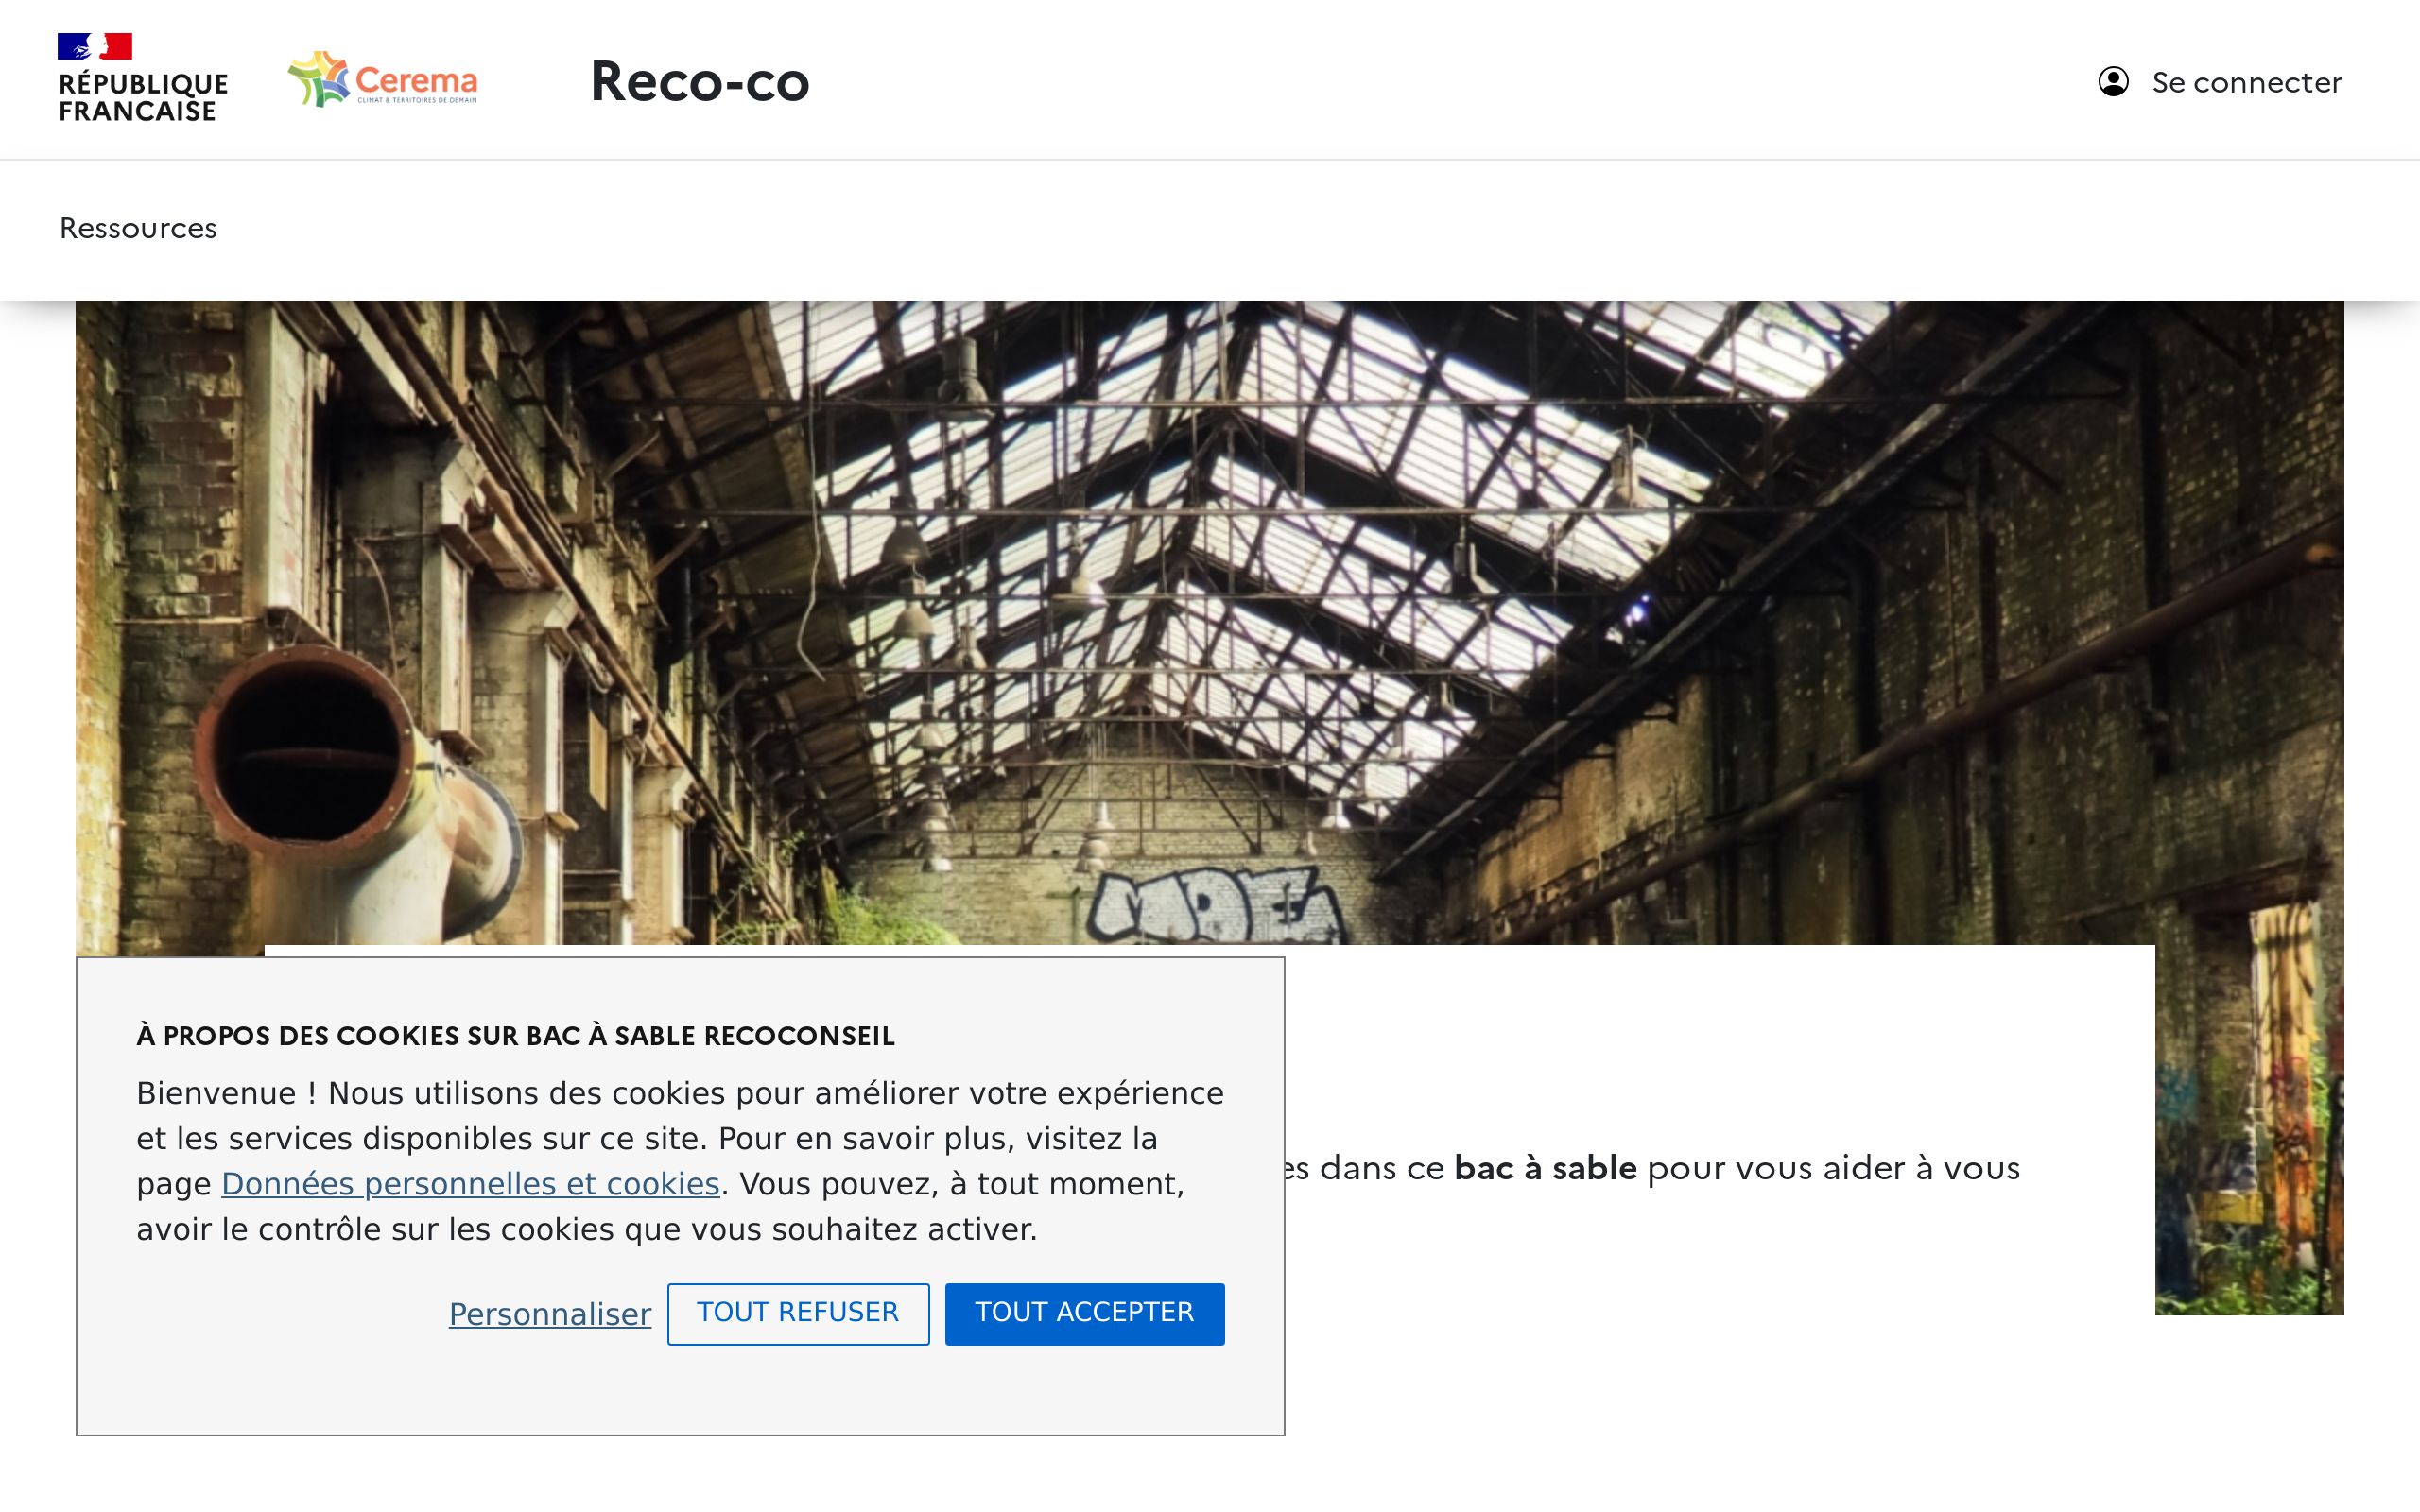 RÉPUBLIQUE
FRANCAISE
Cerema
CLIMAT & TERRITOIRES DE DEMAIN
Reco-co
Se connecter
Ressources
MDE
À PROPOS DES COOKIES SUR BAC À SABLE RECOCONSEIL
Bienvenue ! Nous utilisons des cookies pour améliorer votre expérience
et les services disponibles sur ce site. Pour en savoir plus, visitez la
page Données personnelles et cookies. Vous pouvez, à tout moment,
avoir le contrôle sur les cookies que vous souhaitez activer.
Personnaliser TOUT REFUSER TOUT ACCEPTER
es dans ce bac à sable pour vous aider à vous